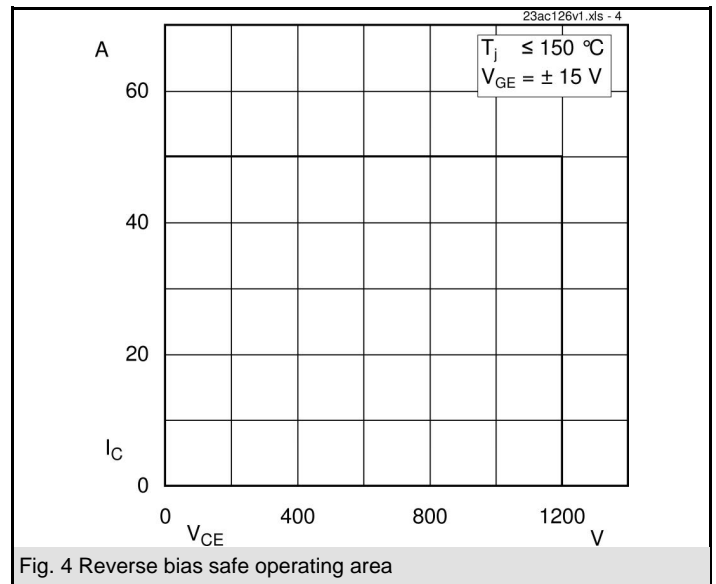 23ac126v1.xls - 4
A
Tj ≤ 150 °C
VGE = ± 15 V
60
40
20
IC
0
0 400 800 1200
VCE V
Fig. 4 Reverse bias safe operating area